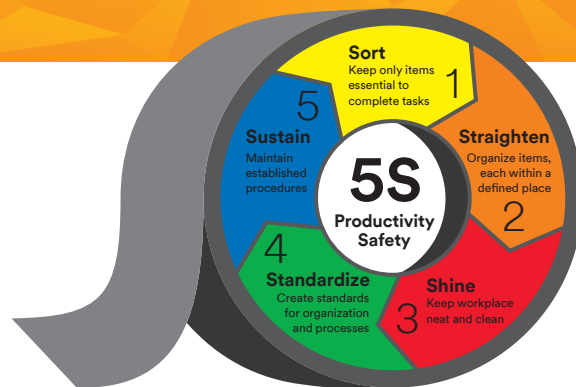 Sort
Keep only items
essential to
complete tasks
1
Straighten
Organize items,
each within a
defined place
2
Shine
Keep workplace
neat and clean
3
4
Standardize
Create standards
for organization
and processes
5
Sustain
Maintain
established
procedures
5S
Productivity
Safety